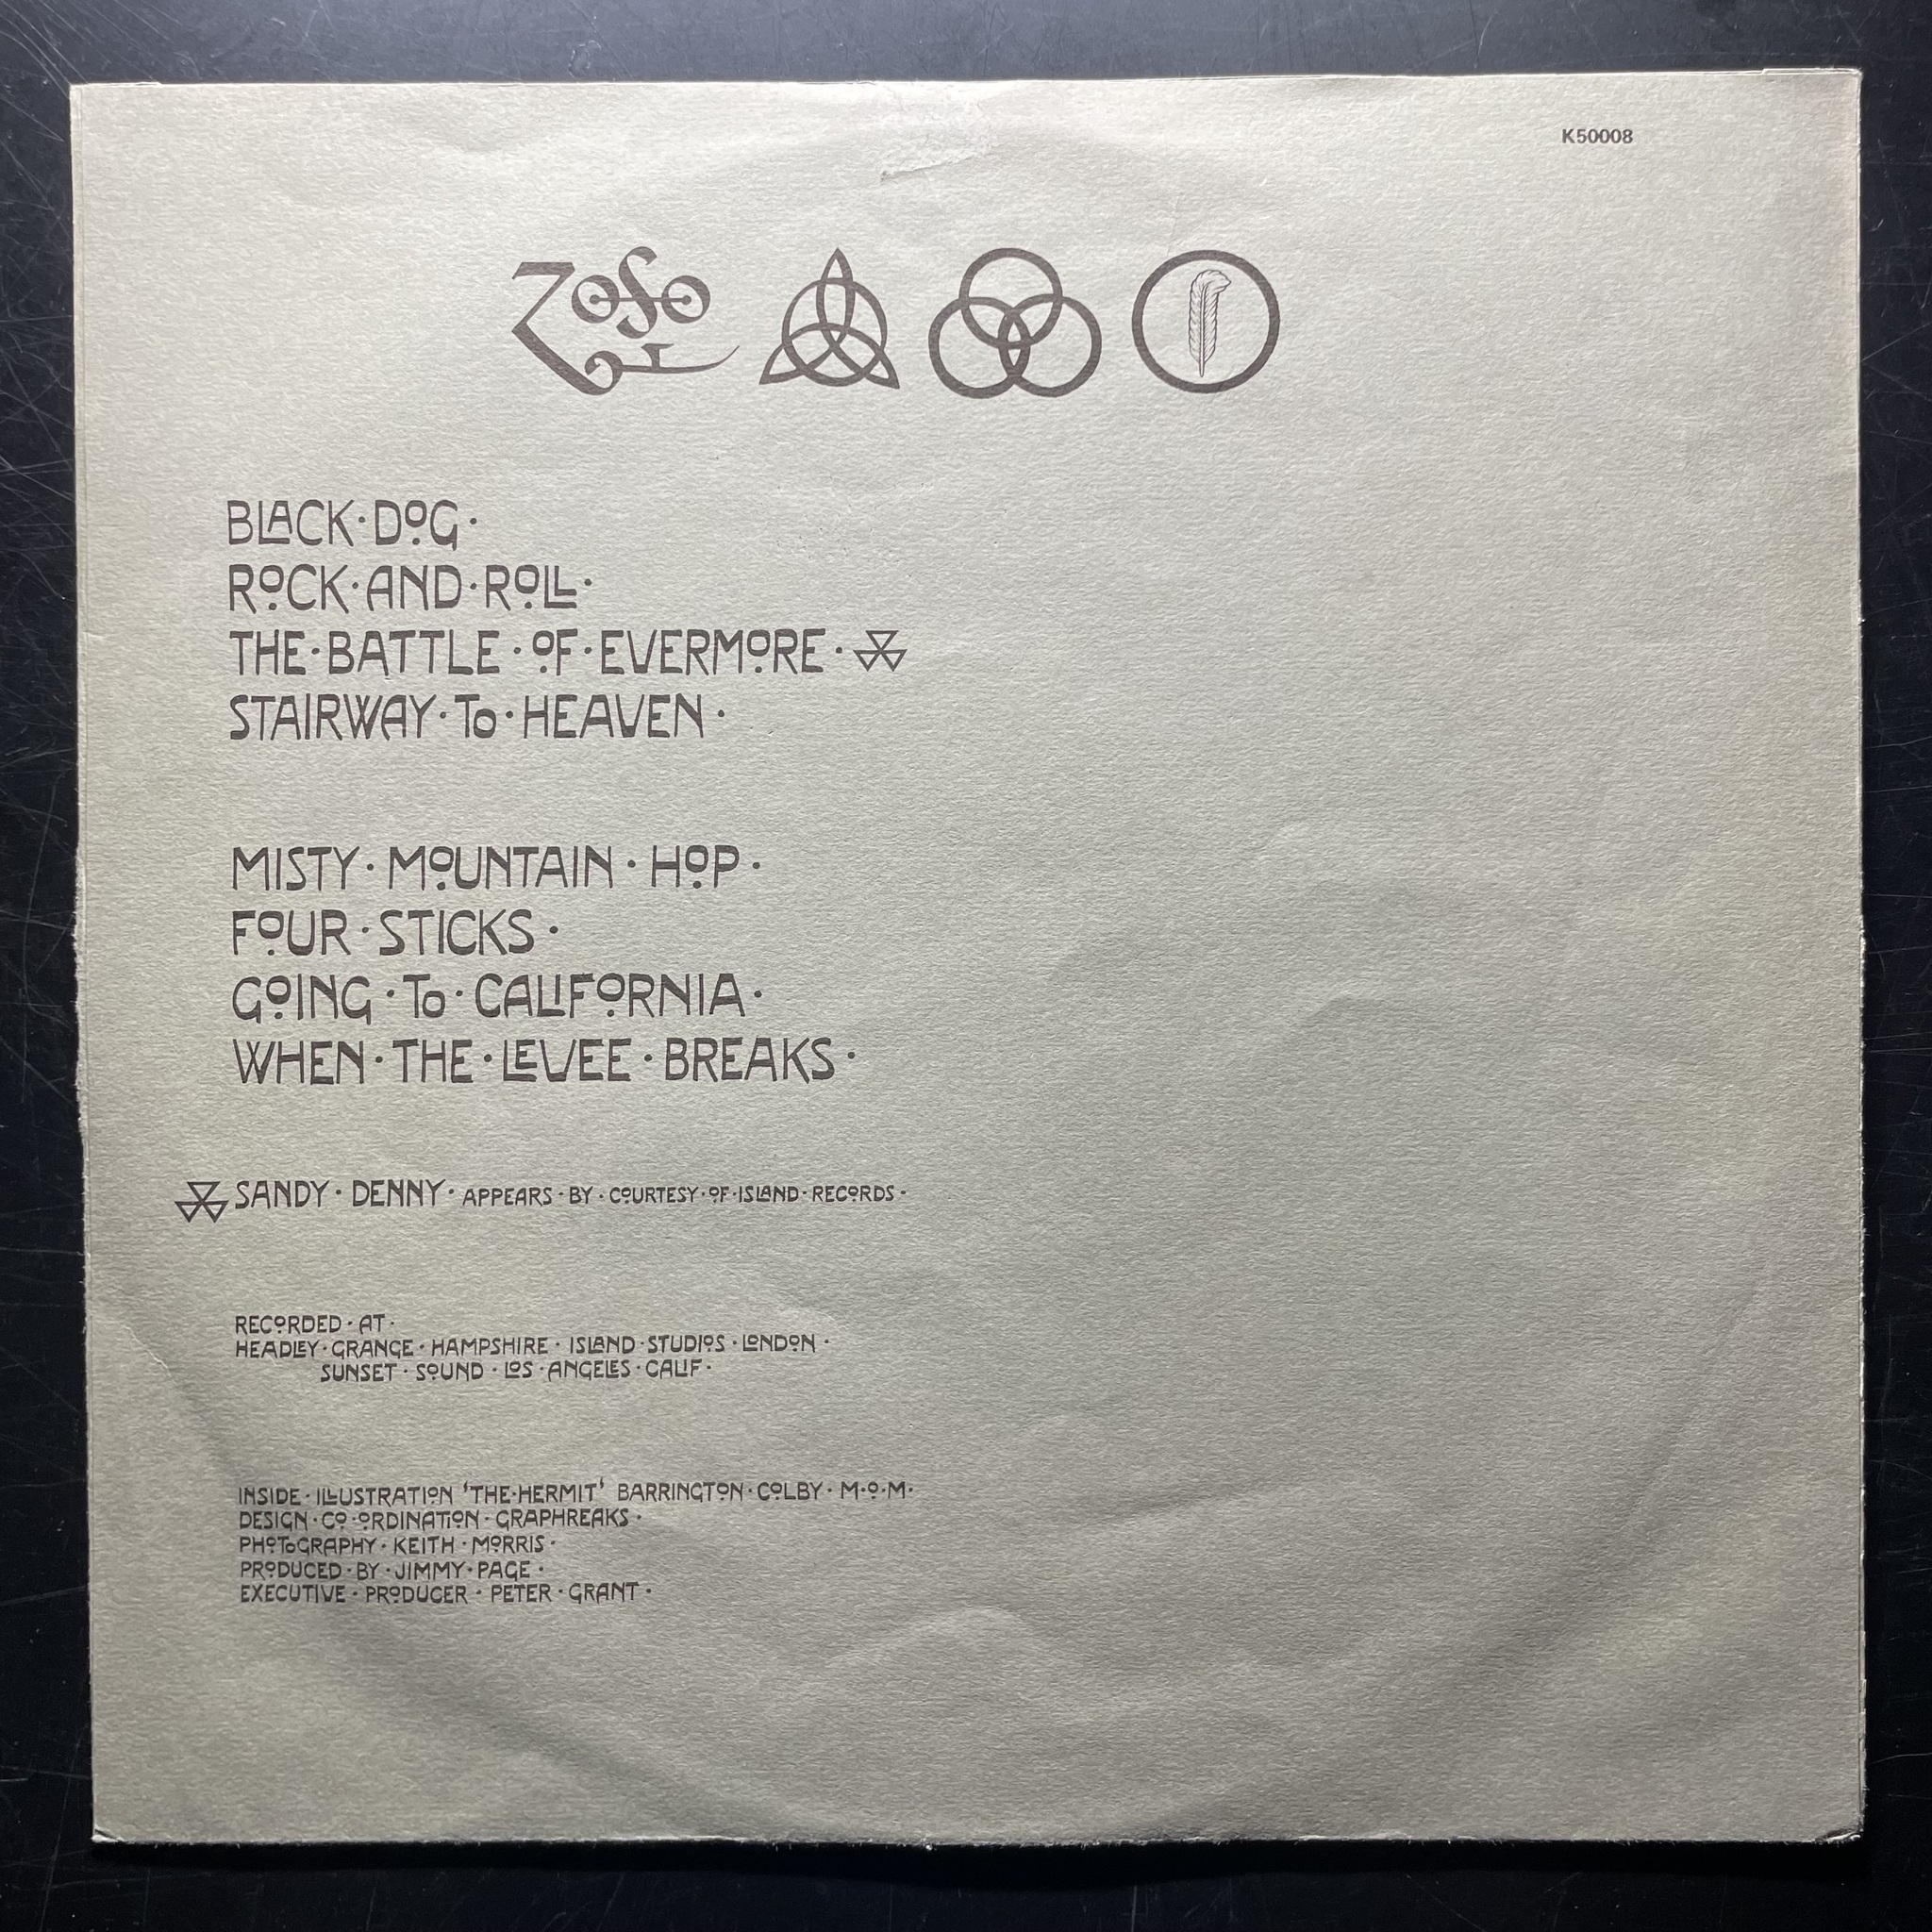 K50008
ZOSO
BLACK·DOG·
ROCK·AND·ROLL·
THE·BATTLE·OF·EVERMORE·
STAIRWAY·TO·HEAVEN·
MISTY·MOUNTAIN·HOP·
FOUR·STICKS·
GOING·TO·CALIFORNIA·
WHEN·THE·LEVEE·BREAKS·
SANDY·DENNY·APPEARS·BY·COURTESY·OF·ISLAND·RECORDS·
RECORDED·AT·
HEADLEY·GRANGE·HAMPSHIRE·ISLAND·STUDIOS·LONDON·
SUNSET·SOUND·LOS·ANGELES·CALIF·
INSIDE·ILLUSTRATION 'THE·HERMIT' BARRINGTON·COLBY·M·O·M·
DESIGN·CO·ORDINATION·GRAPHREAKS·
PHOTOGRAPHY·KEITH·MORRIS·
PRODUCED·BY·JIMMY·PAGE·
EXECUTIVE·PRODUCER·PETER·GRANT·